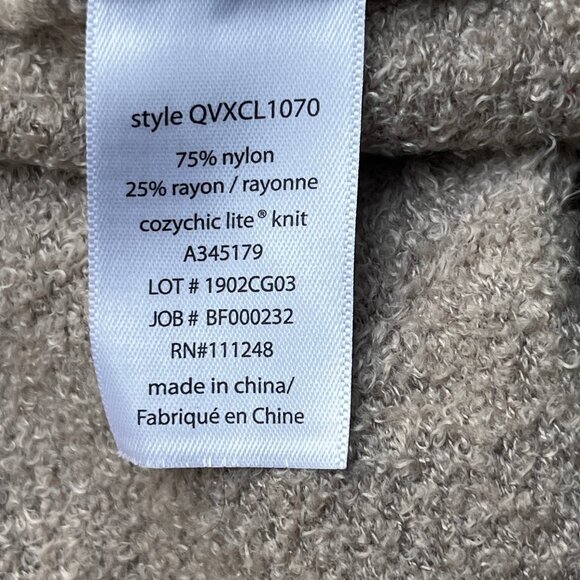 style QVXCL1070
75% nylon
25% rayon / rayonne
cozychic lite® knit
A345179
LOT # 1902CG03
JOB # BF000232
RN#111248
made in china/
Fabriqué en Chine